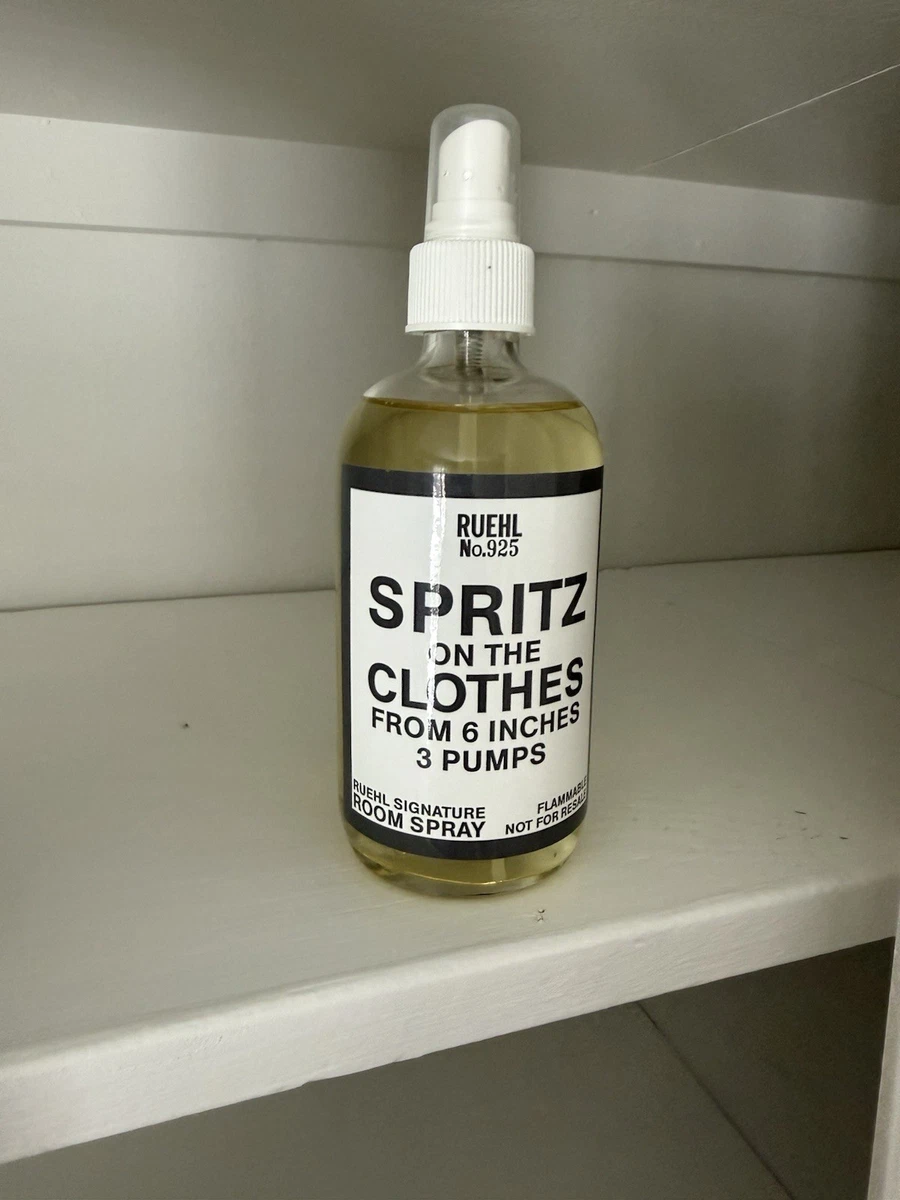 RUEHL
No.925
SPRITZ
ON THE
CLOTHES
FROM 6 INCHES
3 PUMPS
RUEHL SIGNATURE
ROOM SPRAY
FLAMMABLE
NOT FOR RESALE